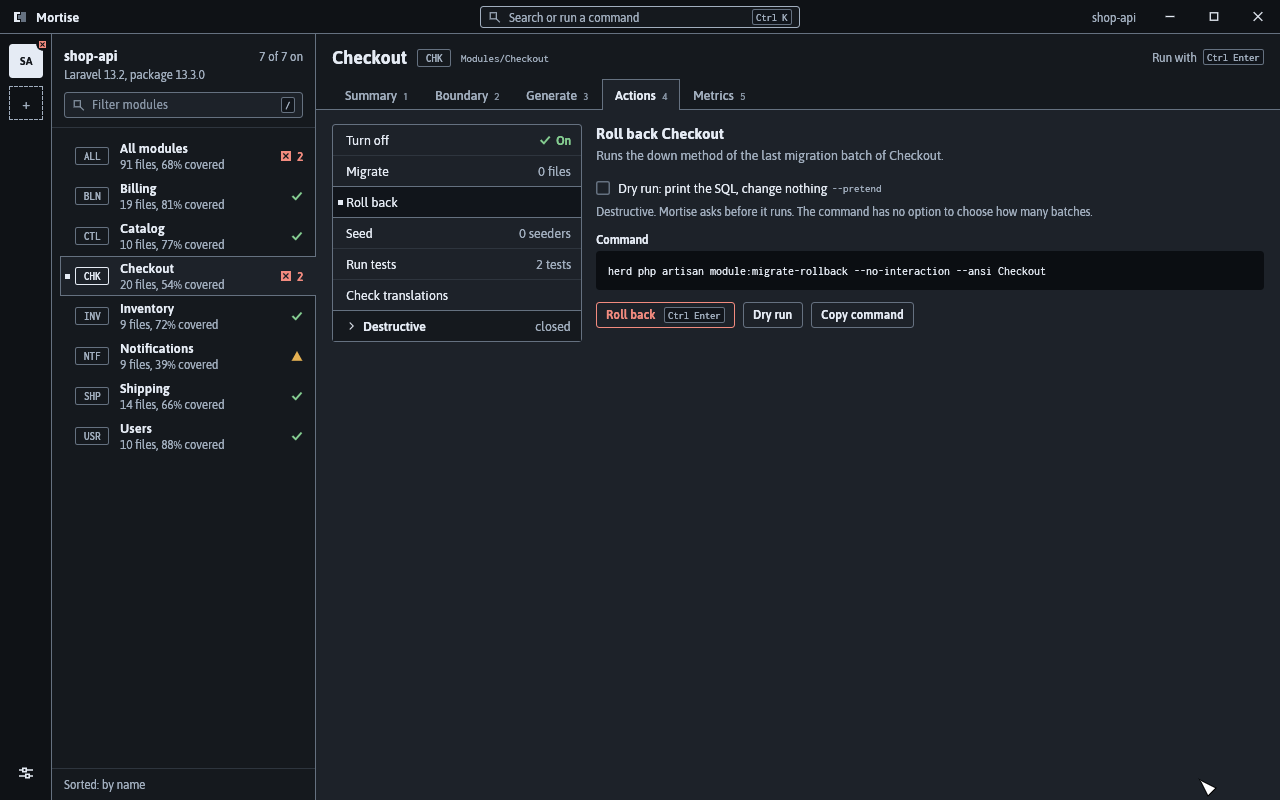 Mortise
Search or run a command
Ctrl K
shop-api
SA
+
shop-api
7 of 7 on
Laravel 13.2, package 13.3.0
Filter modules
/
ALL
All modules
91 files, 68% covered
2
BLN
Billing
19 files, 81% covered
CTL
Catalog
10 files, 77% covered
CHK
Checkout
20 files, 54% covered
2
INV
Inventory
9 files, 72% covered
NTF
Notifications
9 files, 39% covered
SHP
Shipping
14 files, 66% covered
USR
Users
10 files, 88% covered
Sorted: by name
Checkout
CHK
Modules/Checkout
Run with
Ctrl Enter
Summary 1
Boundary 2
Generate 3
Actions 4
Metrics 5
Turn off
On
Migrate
0 files
Roll back
Seed
0 seeders
Run tests
2 tests
Check translations
Destructive
closed
Roll back Checkout
Runs the down method of the last migration batch of Checkout.
Dry run: print the SQL, change nothing --pretend
Destructive. Mortise asks before it runs. The command has no option to choose how many batches.
Command
herd php artisan module:migrate-rollback --no-interaction --ansi Checkout
Roll back
Ctrl Enter
Dry run
Copy command